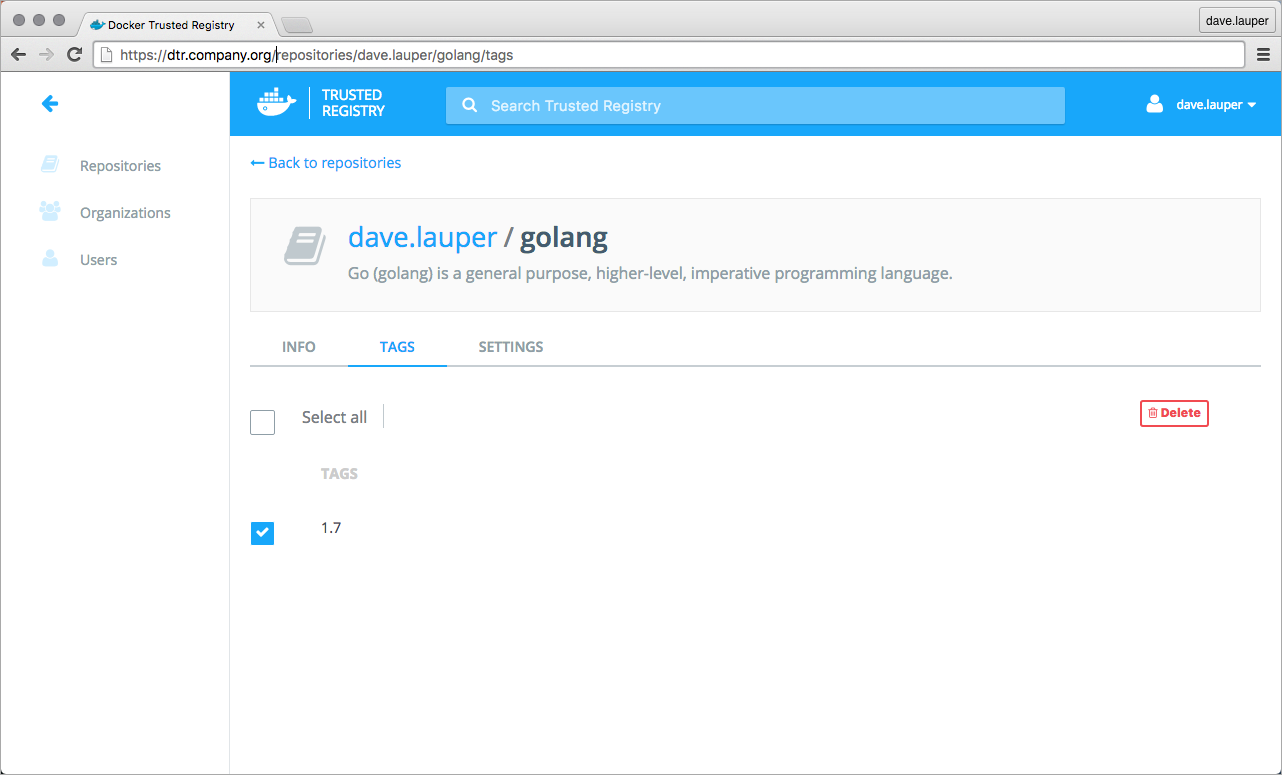 Docker Trusted Registry
dave.lauper
https://dtr.company.org/repositories/dave.lauper/golang/tags
TRUSTED
REGISTRY
Search Trusted Registry
dave.lauper
Repositories
Organizations
Users
Back to repositories
dave.lauper / golang
Go (golang) is a general purpose, higher-level, imperative programming language.
INFO TAGS SETTINGS
Select all
Delete
TAGS
1.7